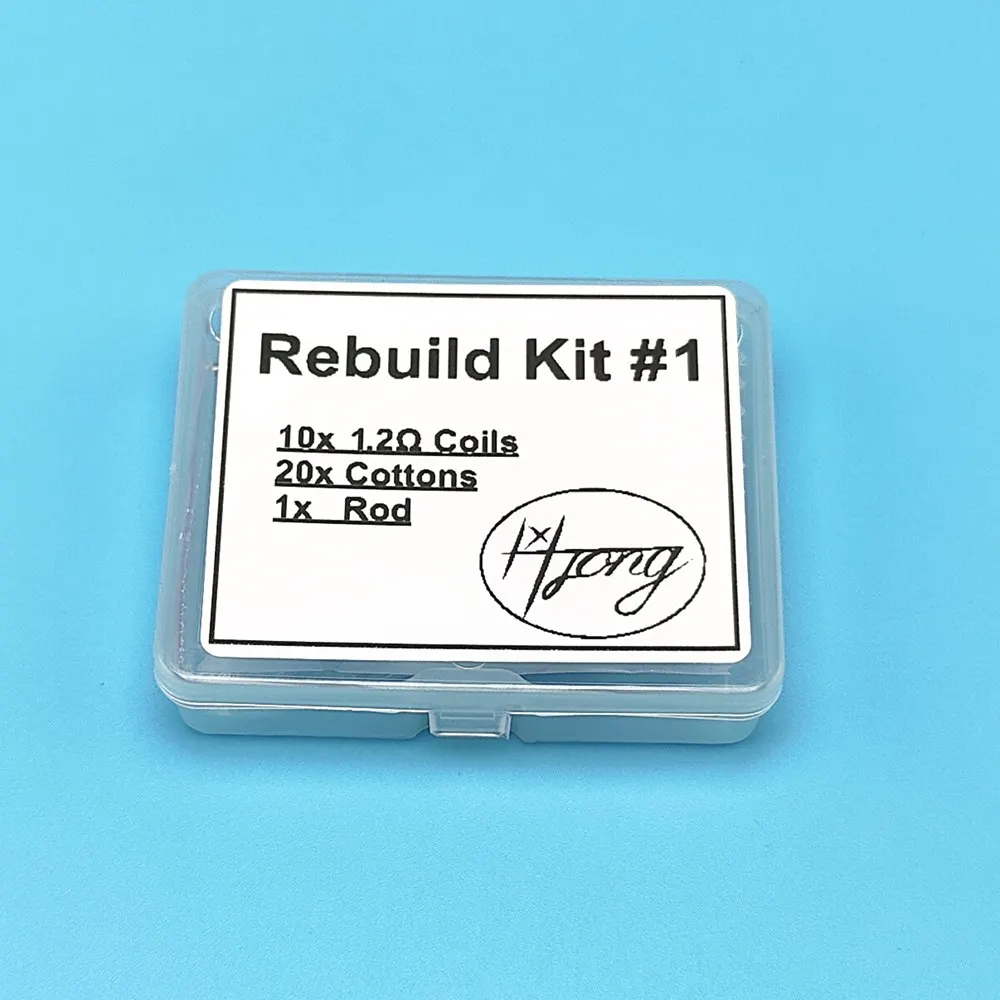 Rebuild Kit #1
10x 1.2Ω Coils
20x Cottons
1x Rod